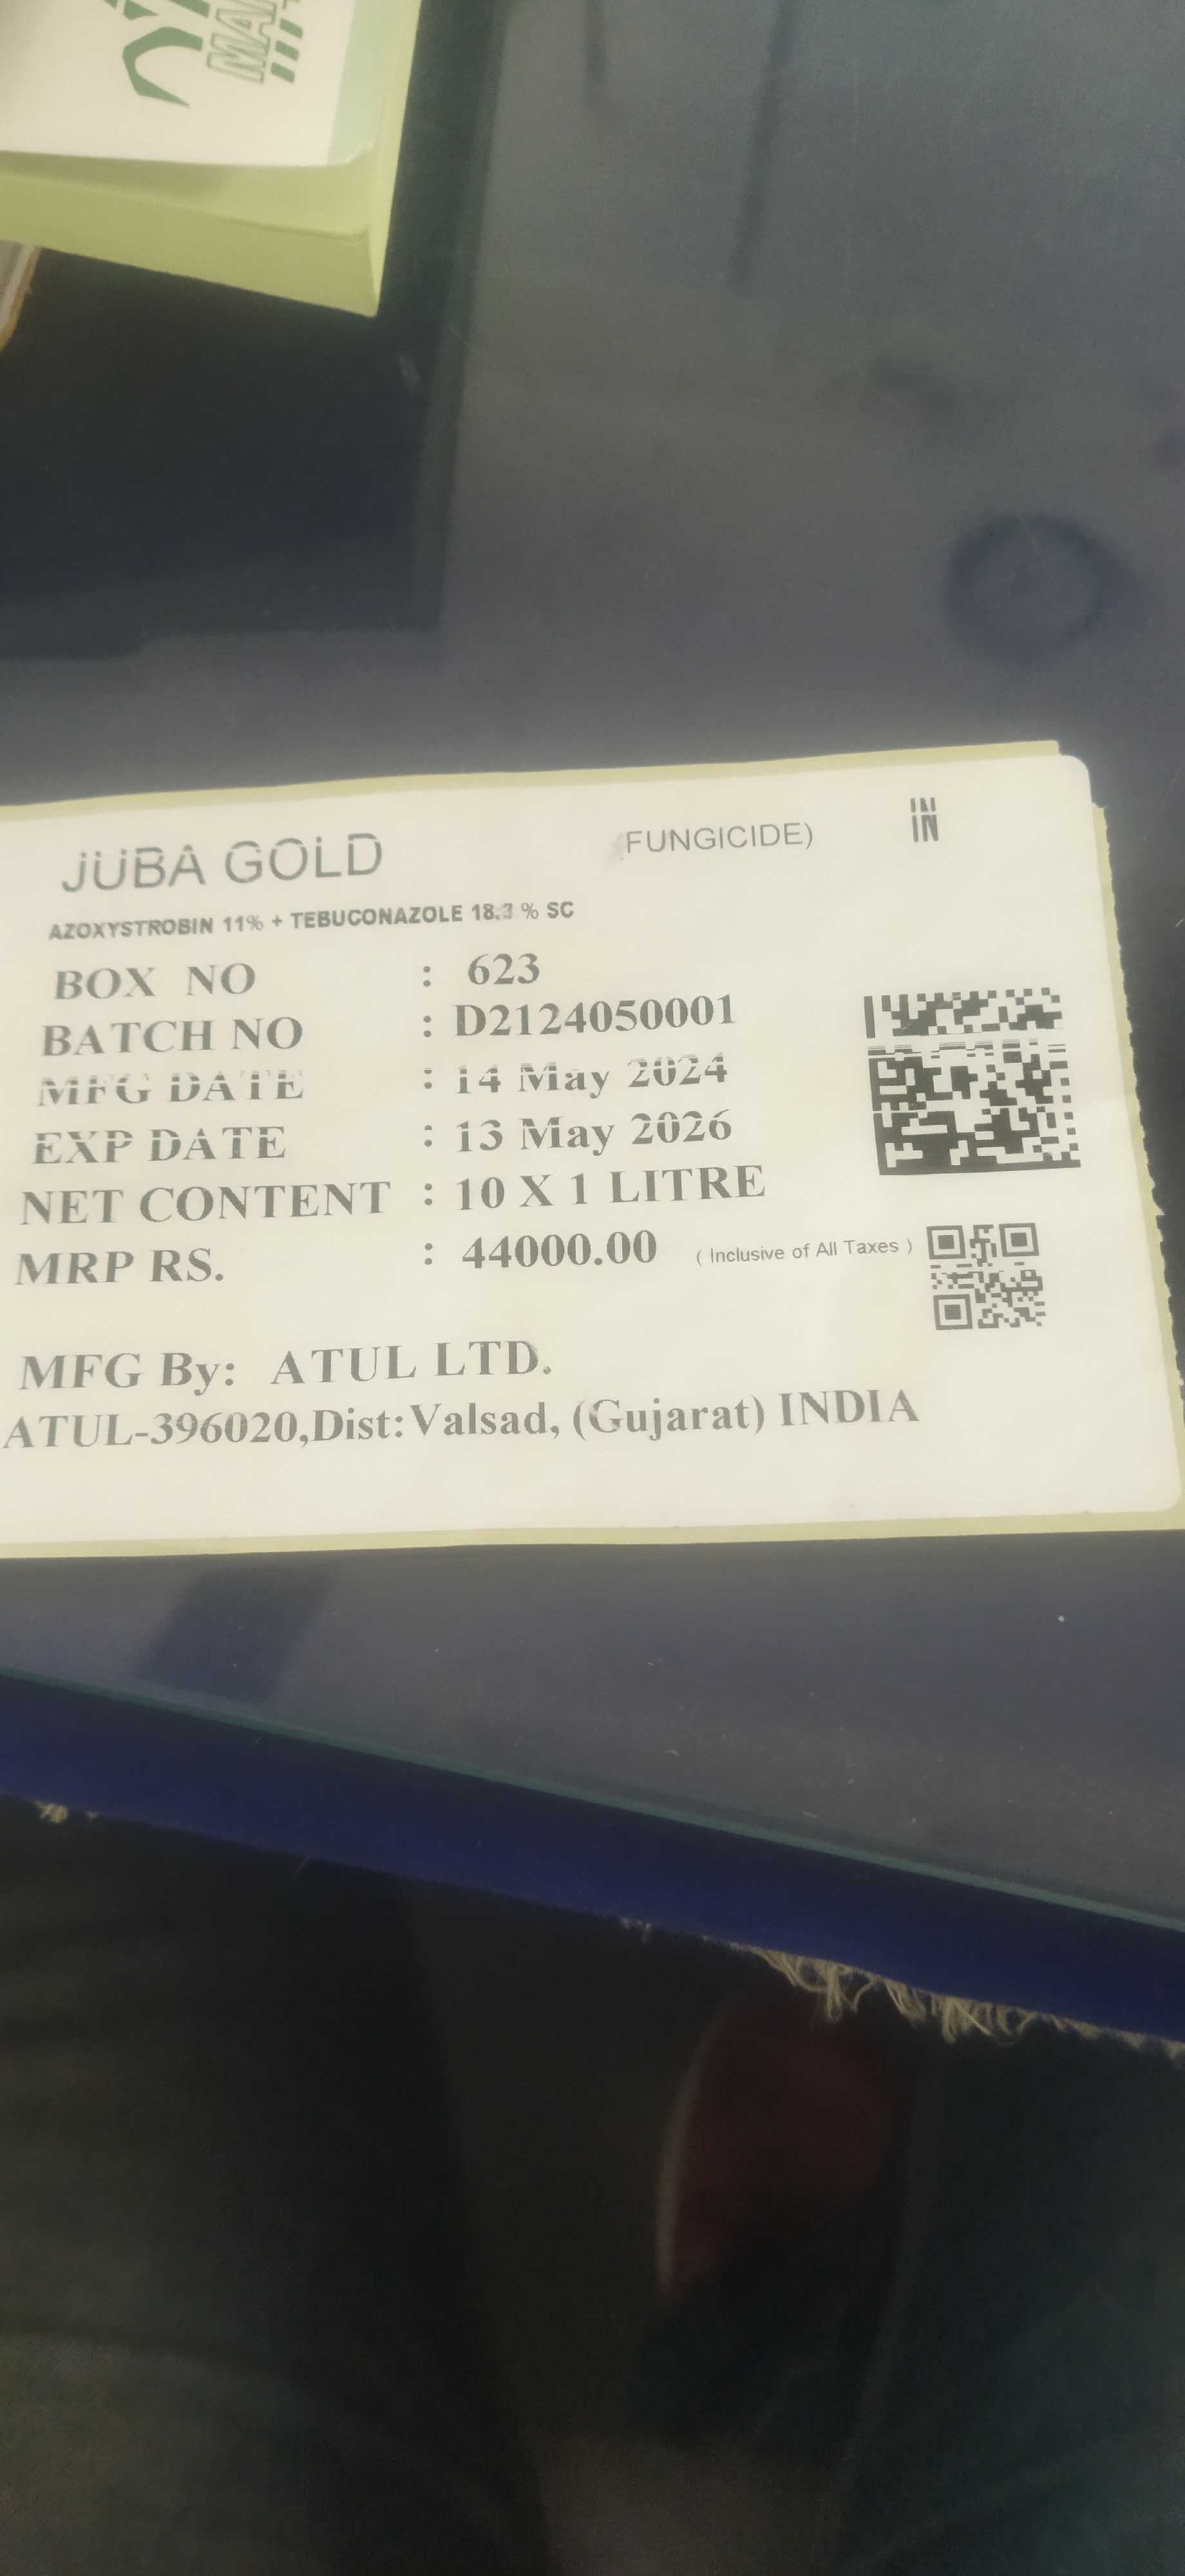 JUBA GOLD (FUNGICIDE) IN
AZOXYSTROBIN 11% + TEBUCONAZOLE 18.3 % SC
BOX NO : 623
BATCH NO : D2124050001
MFG DATE : 14 May 2024
EXP DATE : 13 May 2026
NET CONTENT : 10 X 1 LITRE
MRP RS. : 44000.00 ( Inclusive of All Taxes )
MFG By: ATUL LTD.
ATUL-396020,Dist:Valsad, (Gujarat) INDIA